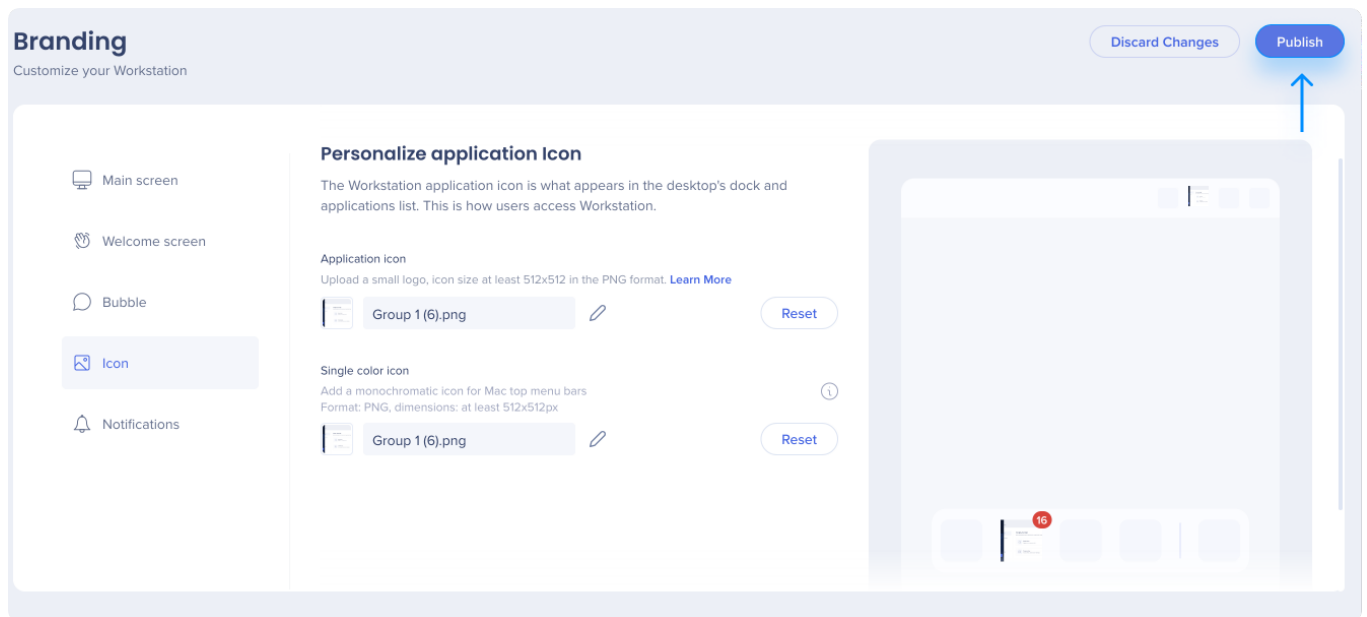 Branding
Customize your Workstation
Discard Changes
Publish
Main screen
Welcome screen
Bubble
Icon
Notifications
Personalize application Icon
The Workstation application icon is what appears in the desktop's dock and
applications list. This is how users access Workstation.
Application icon
Upload a small logo, icon size at least 512x512 in the PNG format. Learn More
Group 1 (6).png
Reset
Single color icon
Add a monochromatic icon for Mac top menu bars
Format: PNG, dimensions: at least 512x512px
Group 1 (6).png
Reset
16